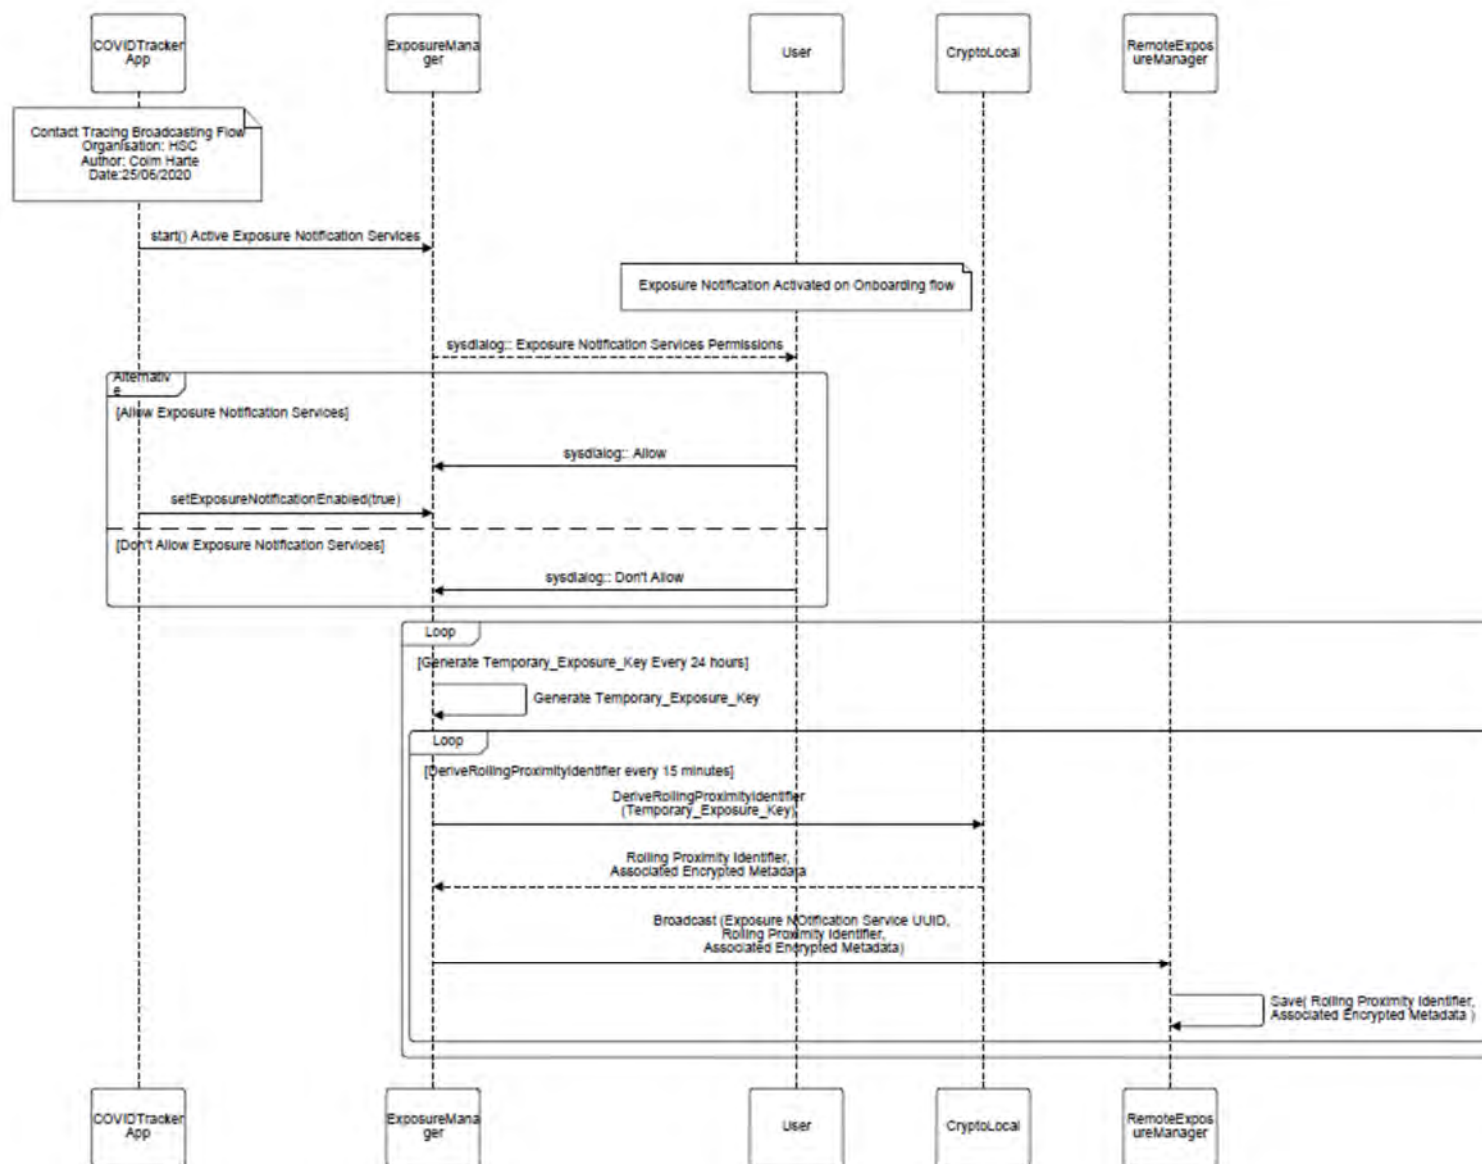 COVIDTracker
App
ExposureMana
ger
User
CryptoLocal
RemoteExpos
ureManager
Contact Tracing Broadcasting Flow
Organisation: HSC
Author: Colm Harte
Date:25/06/2020
start() Active Exposure Notification Services
Exposure Notification Activated on Onboarding flow
sysdialog:: Exposure Notification Services Permissions
Alternativ
e
[Allow Exposure Notification Services]
sysdialog:: Allow
setExposureNotificationEnabled(true)
[Don't Allow Exposure Notification Services]
sysdialog:: Don't Allow
Loop
[Generate Temporary_Exposure_Key Every 24 hours]
Generate Temporary_Exposure_Key
Loop
[DeriveRollingProximityIdentifier every 15 minutes]
DeriveRollingProximityIdentifier
(Temporary_Exposure_Key)
Rolling Proximity Identifier,
Associated Encrypted Metadata
Broadcast (Exposure NOtification Service UUID,
Rolling Proximity Identifier,
Associated Encrypted Metadata)
Save( Rolling Proximity Identifier,
Associated Encrypted Metadata )
COVIDTracker
App
ExposureMana
ger
User
CryptoLocal
RemoteExpos
ureManager